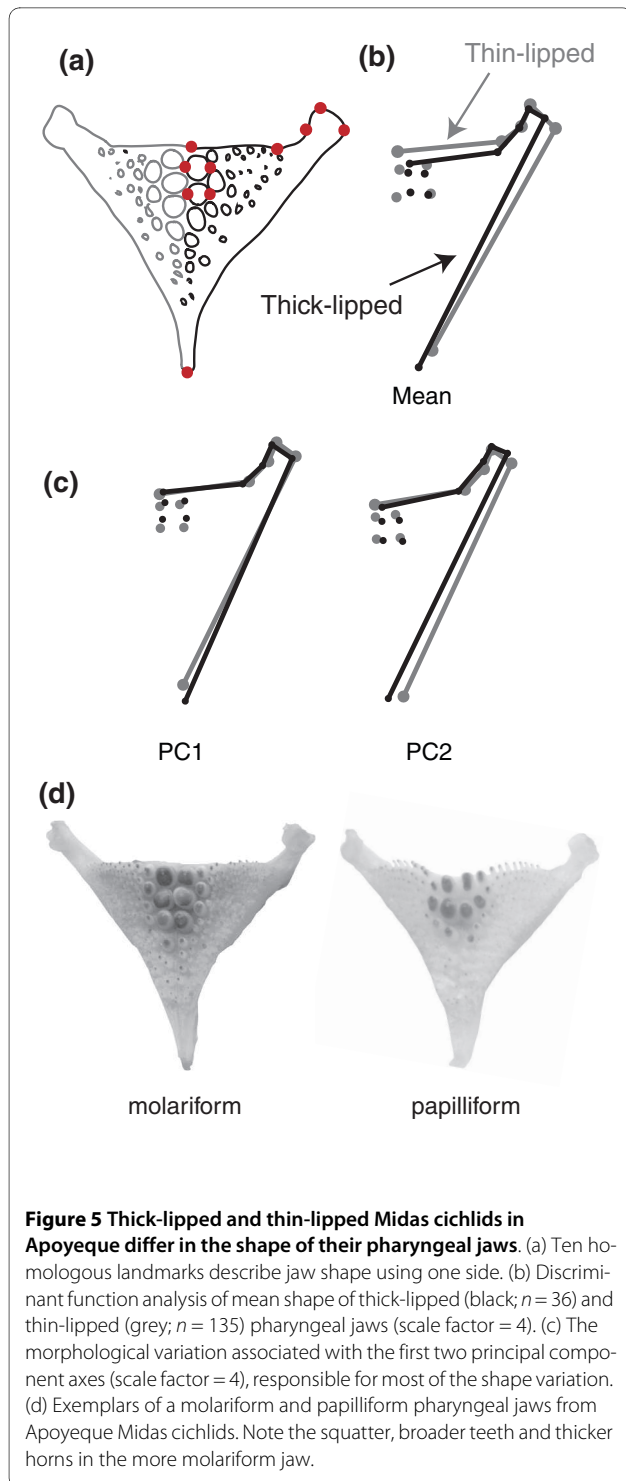 (a)
(b)
Thin-lipped
Thick-lipped
Mean
(c)
PC1
PC2
(d)
molariform
papilliform
Figure 5 Thick-lipped and thin-lipped Midas cichlids in
Apoyeque differ in the shape of their pharyngeal jaws. (a) Ten ho-
mologous landmarks describe jaw shape using one side. (b) Discrimi-
nant function analysis of mean shape of thick-lipped (black; n = 36) and
thin-lipped (grey; n = 135) pharyngeal jaws (scale factor = 4). (c) The
morphological variation associated with the first two principal compo-
nent axes (scale factor = 4), responsible for most of the shape variation.
(d) Exemplars of a molariform and papilliform pharyngeal jaws from
Apoyeque Midas cichlids. Note the squatter, broader teeth and thicker
horns in the more molariform jaw.